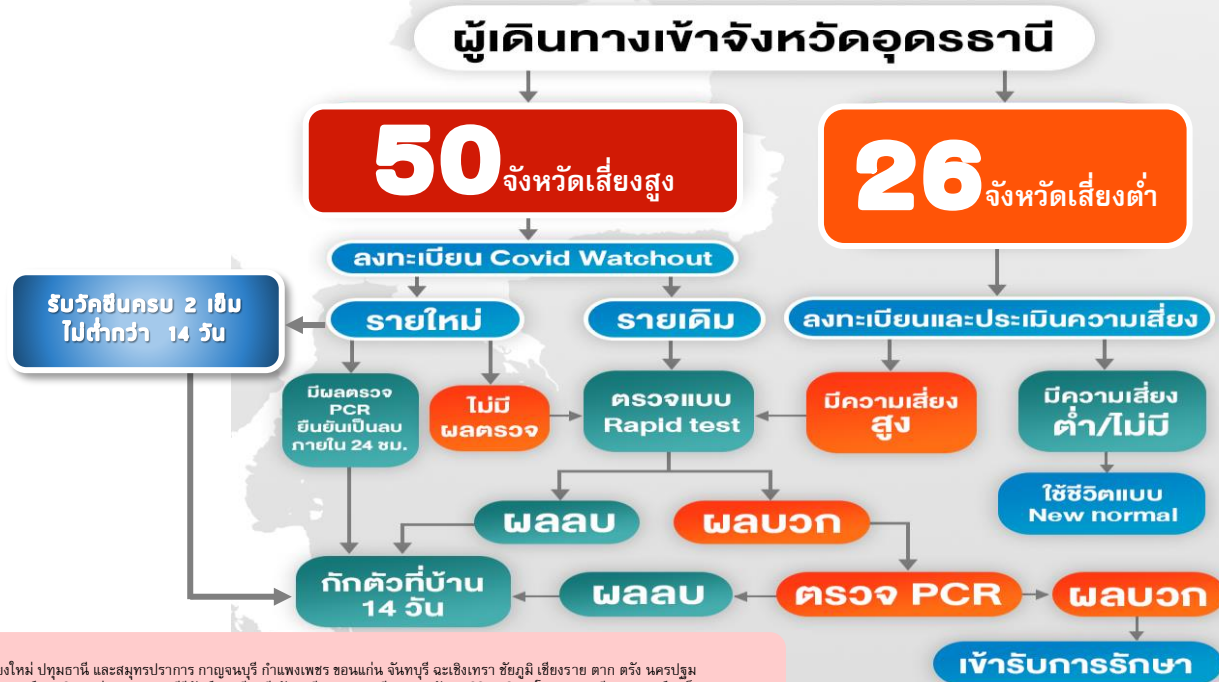 ผู้เดินทางเข้าจังหวัดอุดรธานี
50 จังหวัดเสี่ยงสูง
26 จังหวัดเสี่ยงต่ำ
ลงทะเบียน Covid Watchout
รับวัคซีนครบ 2 เข็ม
ไม่ต่ำกว่า 14 วัน
รายใหม่
รายเดิม
ลงทะเบียนและประเมินความเสี่ยง
มีผลตรวจ
PCR
ยืนยันเป็นลบ
ภายใน 24 ชม.
ไม่มี
ผลตรวจ
ตรวจแบบ
Rapid test
มีความเสี่ยง
สูง
มีความเสี่ยง
ต่ำ/ไม่มี
ใช้ชีวิตแบบ
New normal
ผลลบ
ผลบวก
กักตัวที่บ้าน
14 วัน
ผลลบ
ตรวจ PCR
ผลบวก
เข้ารับการรักษา
ปทุมธานี และสมุทรปราการ กาญจนบุรี กำแพงเพชร ขอนแก่น จันทบุรี ฉะเชิงเทรา ชัยภูมิ เชียงราย ตาก ตรัง นครปฐม